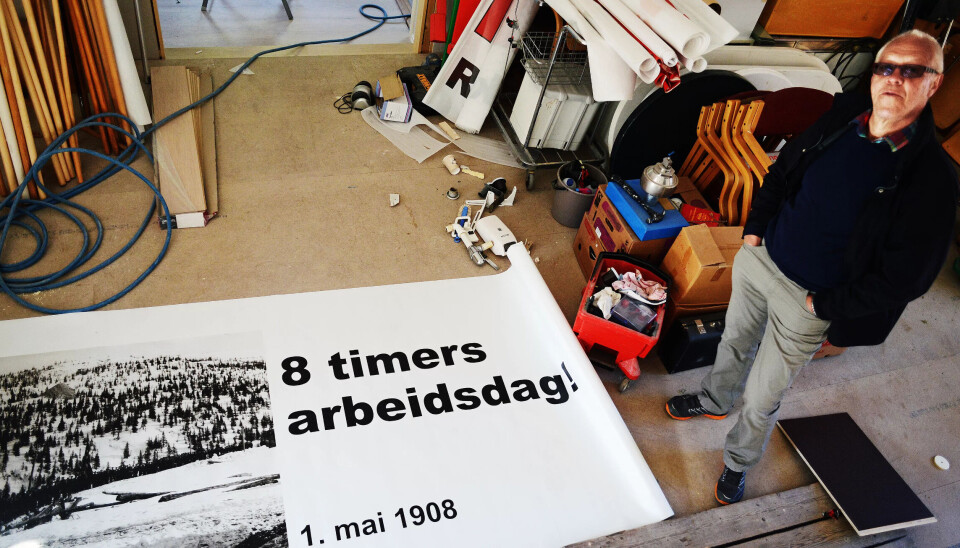 R
8 timers
arbeidsdag!
1. mai 1908